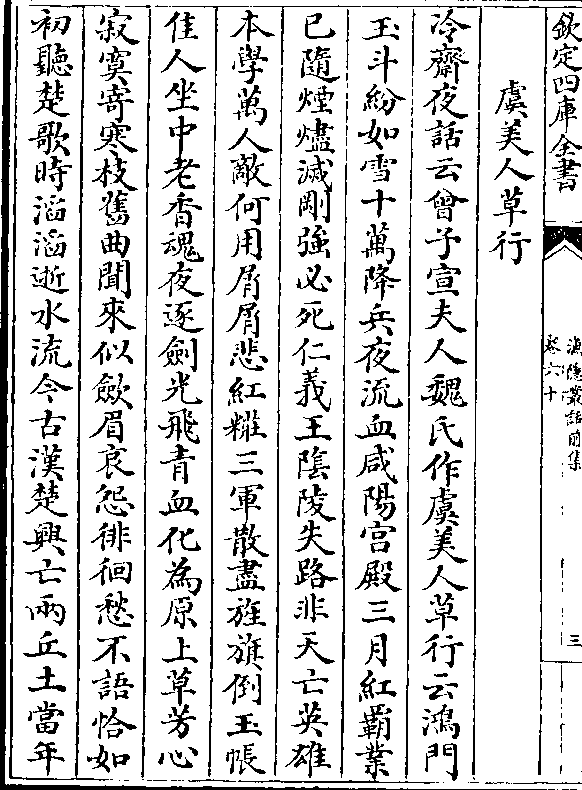 欽定四庫全書
漁隱叢話前集
卷六十
三
虞美人草行
冷齋夜話云曾子宣夫人魏氏作虞美人草行云鴻門
玉斗紛如雪十萬降兵夜流血咸陽宮殿三月紅霸業
已隨煙燼滅剛強必死仁義王陰陵失路非天亡英雄
本學萬人敵何用屑屑悲紅糚三軍散盡旌旗倒玉帳
佳人坐中老香魂夜逐劍光飛青血化為原上草芳心
寂寞寄寒枝舊曲聞來似斂眉哀怨徘徊愁不語恰如
初聽楚歌時滔滔逝水流今古漢楚興亡兩丘土當年